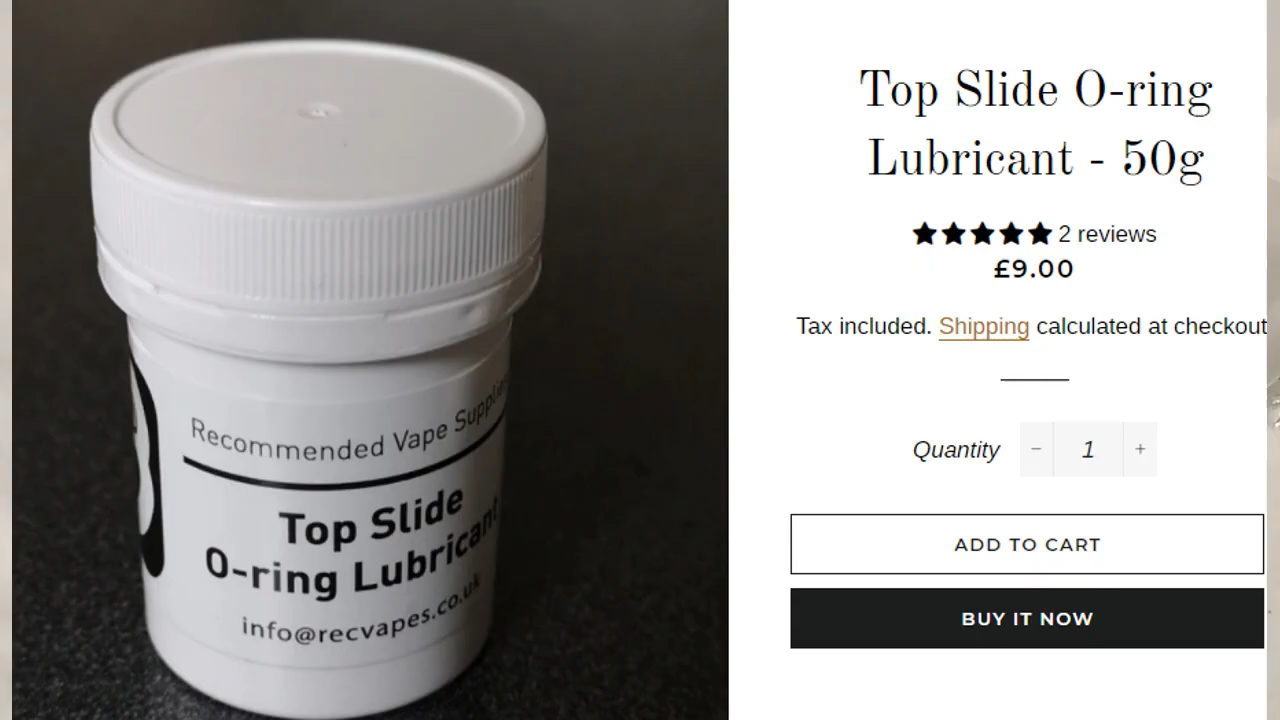 Recommended Vape Supplies
Top Slide
O-ring Lubricant
info@recvapes.co.uk
Top Slide O-ring
Lubricant - 50g
2 reviews
£9.00
Tax included. Shipping calculated at checkout
Quantity
− 1 +
ADD TO CART
BUY IT NOW